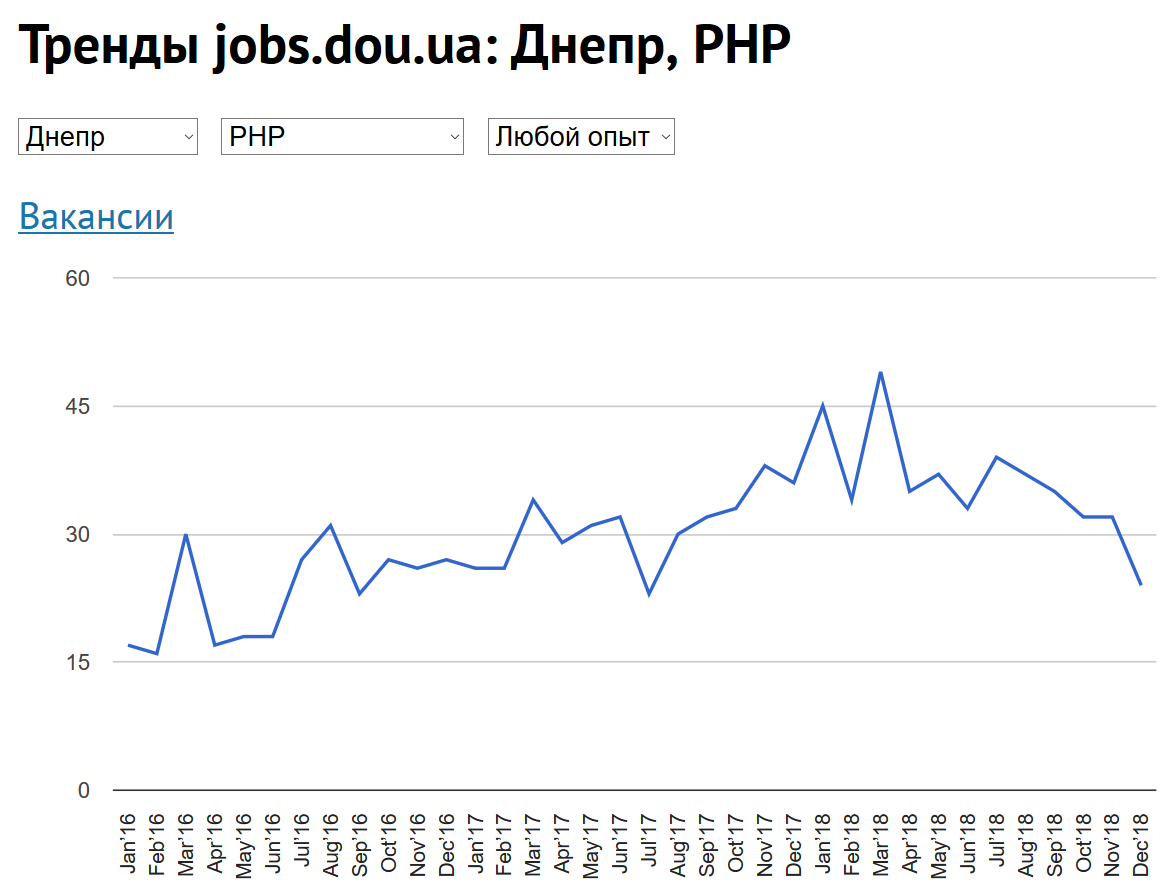 Тренды jobs.dou.ua: Днепр, PHP
Днепр PHP Любой опыт
Вакансии
60
45
30
15
0
Jan’16 Feb’16 Mar’16 Apr’16 May’16 Jun’16 Jul’16 Aug’16 Sep’16 Oct’16 Nov’16 Dec’16 Jan’17 Feb’17 Mar’17 Apr’17 May’17 Jun’17 Jul’17 Aug’17 Sep’17 Oct’17 Nov’17 Dec’17 Jan’18 Feb’18 Mar’18 Apr’18 May’18 Jun’18 Jul’18 Aug’18 Sep’18 Oct’18 Nov’18 Dec’18